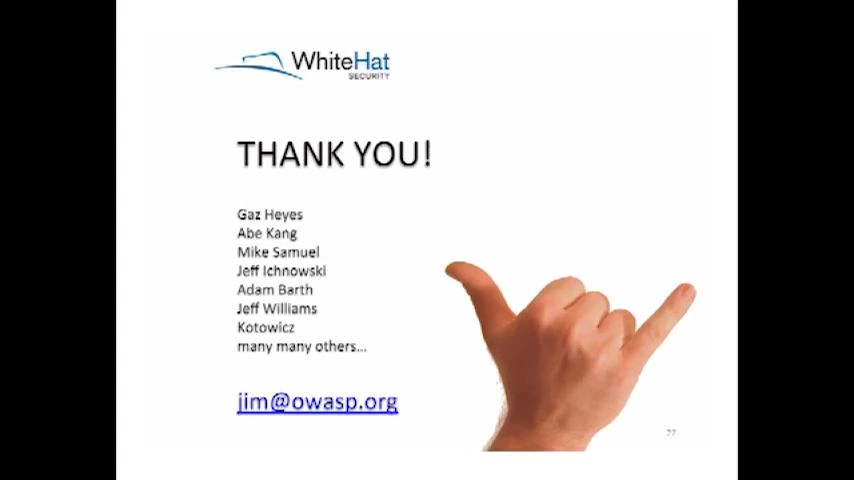 WhiteHat
SECURITY
THANK YOU!
Gaz Heyes
Abe Kang
Mike Samuel
Jeff Ichnowski
Adam Barth
Jeff Williams
Kotowicz
many many others...
jim@owasp.org
27